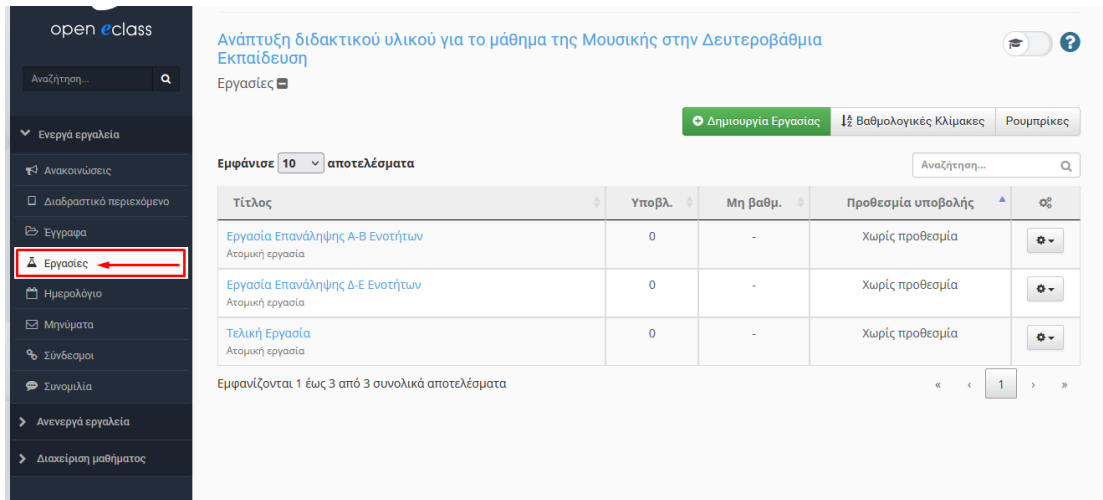 open eclass
Αναζήτηση...
Ενεργά εργαλεία
Ανακοινώσεις
Διαδραστικό περιεχόμενο
Έγγραφα
Εργασίες
Ημερολόγιο
Μηνύματα
Σύνδεσμοι
Συνομιλία
Ανενεργά εργαλεία
Διαχείριση μαθήματος
Ανάπτυξη διδακτικού υλικού για το μάθημα της Μουσικής στην Δευτεροβάθμια
Εκπαίδευση
Εργασίες
Δημιουργία Εργασίας Βαθμολογικές Κλίμακες Ρουμπρίκες
Εμφάνισε 10 αποτελέσματα Αναζήτηση...
Τίτλος Υποβλ. Μη βαθμ. Προθεσμία υποβολής
Εργασία Επανάληψης Α-Β Ενοτήτων 0 - Χωρίς προθεσμία
Ατομική εργασία
Εργασία Επανάληψης Δ-Ε Ενοτήτων 0 - Χωρίς προθεσμία
Ατομική εργασία
Τελική Εργασία 0 - Χωρίς προθεσμία
Ατομική εργασία
Εμφανίζονται 1 έως 3 από 3 συνολικά αποτελέσματα « ‹ 1 › »